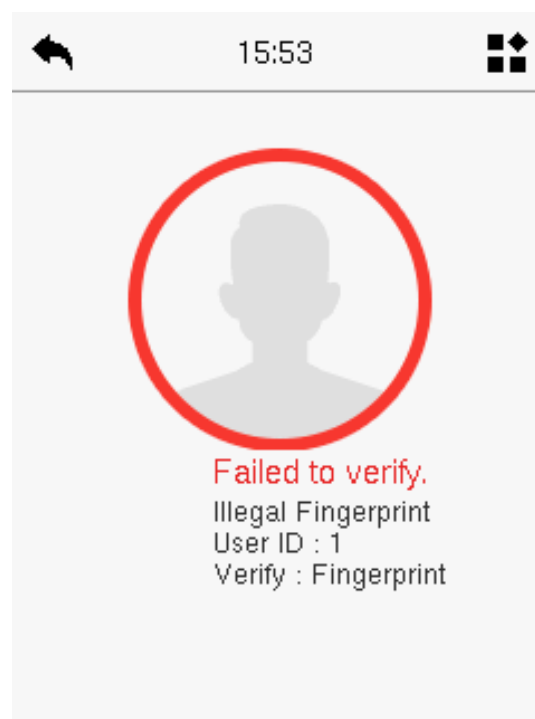 15:53
Failed to verify.
Illegal Fingerprint
User ID : 1
Verify : Fingerprint